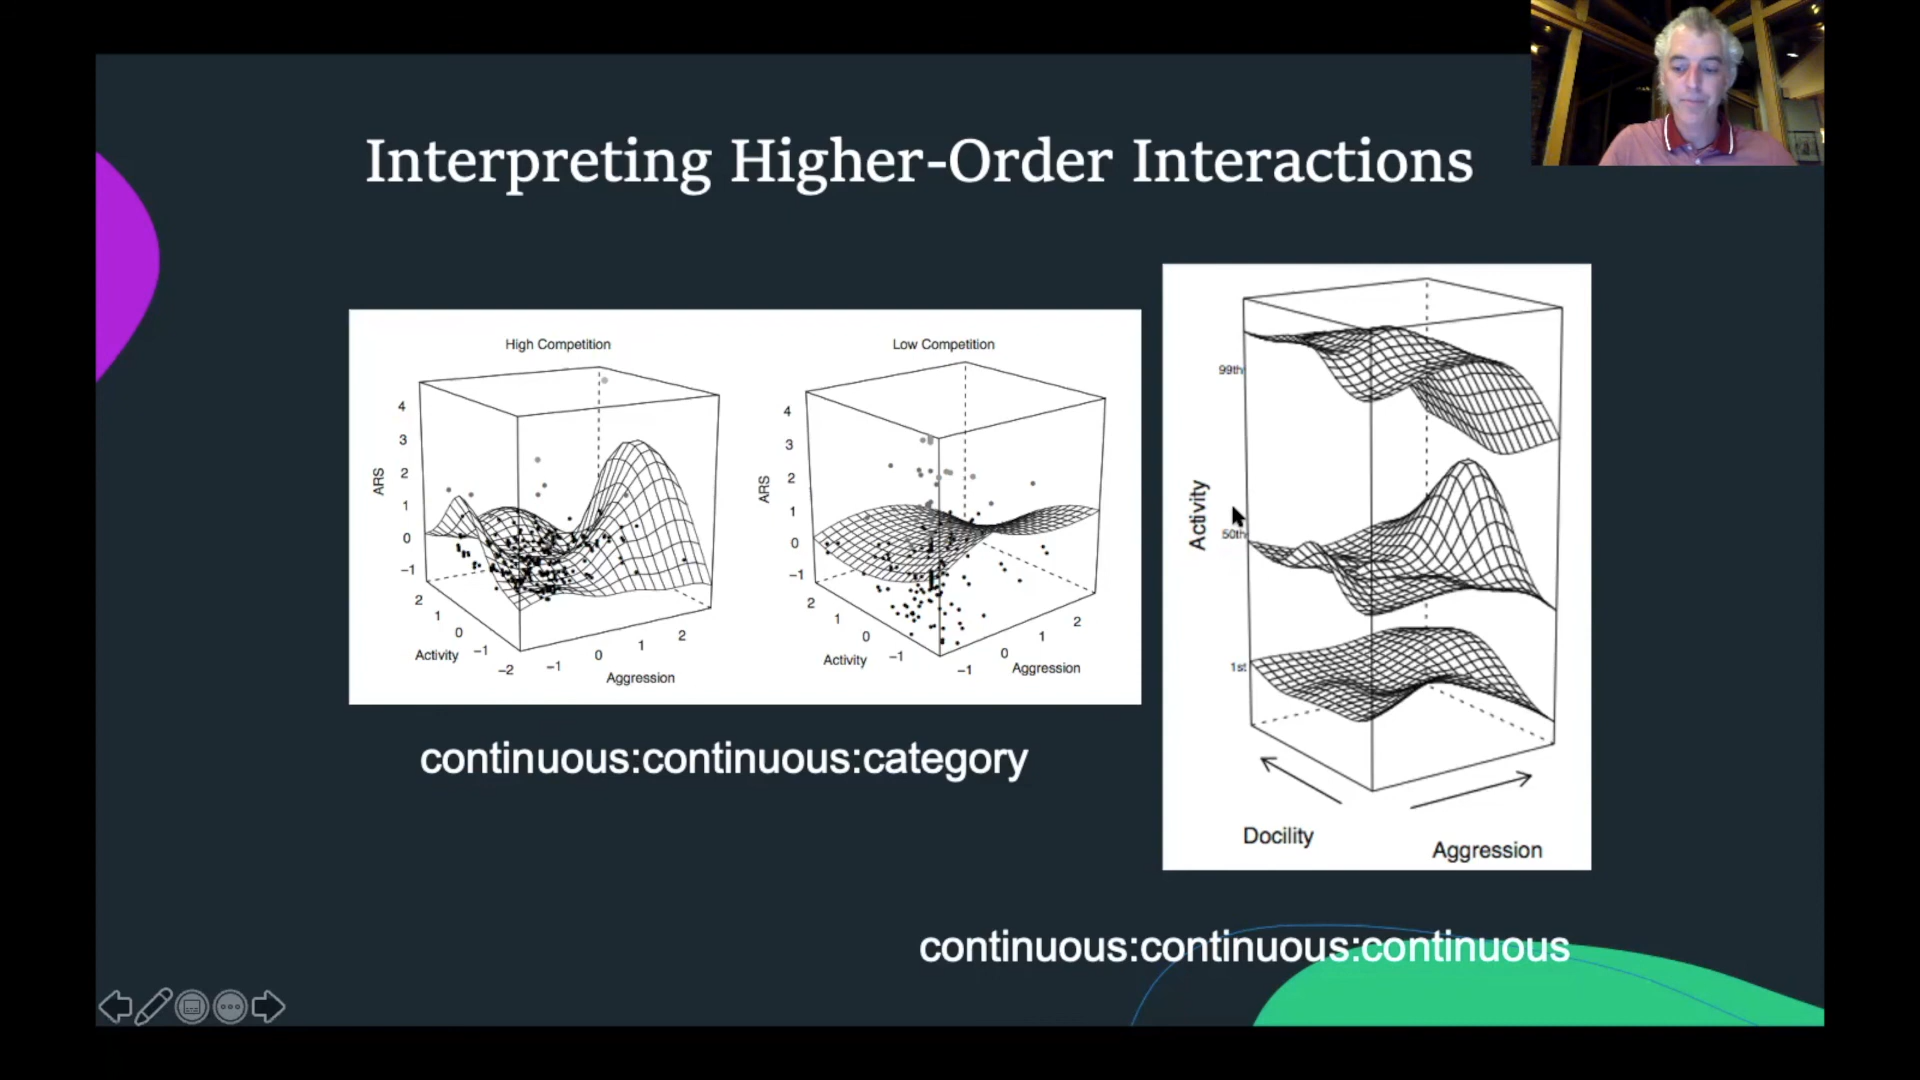 Interpreting Higher-Order Interactions
High Competition
4
3
2
1
0
−1
ARS
2
1
0
−1
−2
Activity
−1
0
1
2
Aggression
Low Competition
4
3
2
1
0
−1
ARS
2
1
0
−1
Activity
−1
0
1
2
Aggression
continuous:continuous:category
99th
50th
1st
Activity
Docility
Aggression
continuous:continuous:continuous